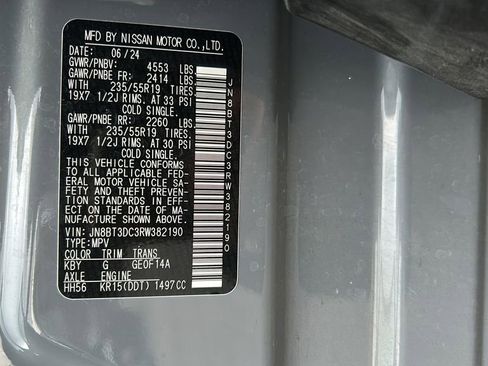 MFD BY NISSAN MOTOR CO.,LTD.
DATE: 06/24
GVWR/PNBV: 4553 LBS.
GAWR/PNBE FR: 2414 LBS.
WITH 235/55R19 TIRES.
19X7 1/2J RIMS. AT 33 PSI
COLD SINGLE.
GAWR/PNBE RR: 2260 LBS.
WITH 235/55R19 TIRES.
19X7 1/2J RIMS. AT 30 PSI
COLD SINGLE.
THIS VEHICLE CONFORMS
TO ALL APPLICABLE FED-
ERAL MOTOR VEHICLE SA-
FETY AND THEFT PREVEN-
TION STANDARDS IN EFF-
ECT ON THE DATE OF MAN-
UFACTURE SHOWN ABOVE.
VIN: JN8BT3DC3RW382190
TYPE:MPV
COLOR TRIM TRANS
KBY G GE0F14A
AXLE ENGINE
HH56 KR15(DDT) 1497CC
JN8BT3DC3RW382190